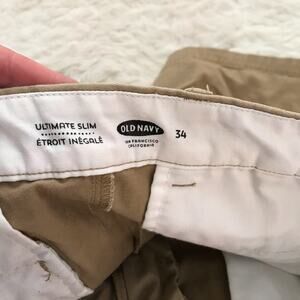 ULTIMATE SLIM
ÉTROIT INÉGALÉ
OLD NAVY
SAN FRANCISCO
CALIFORNIA
34